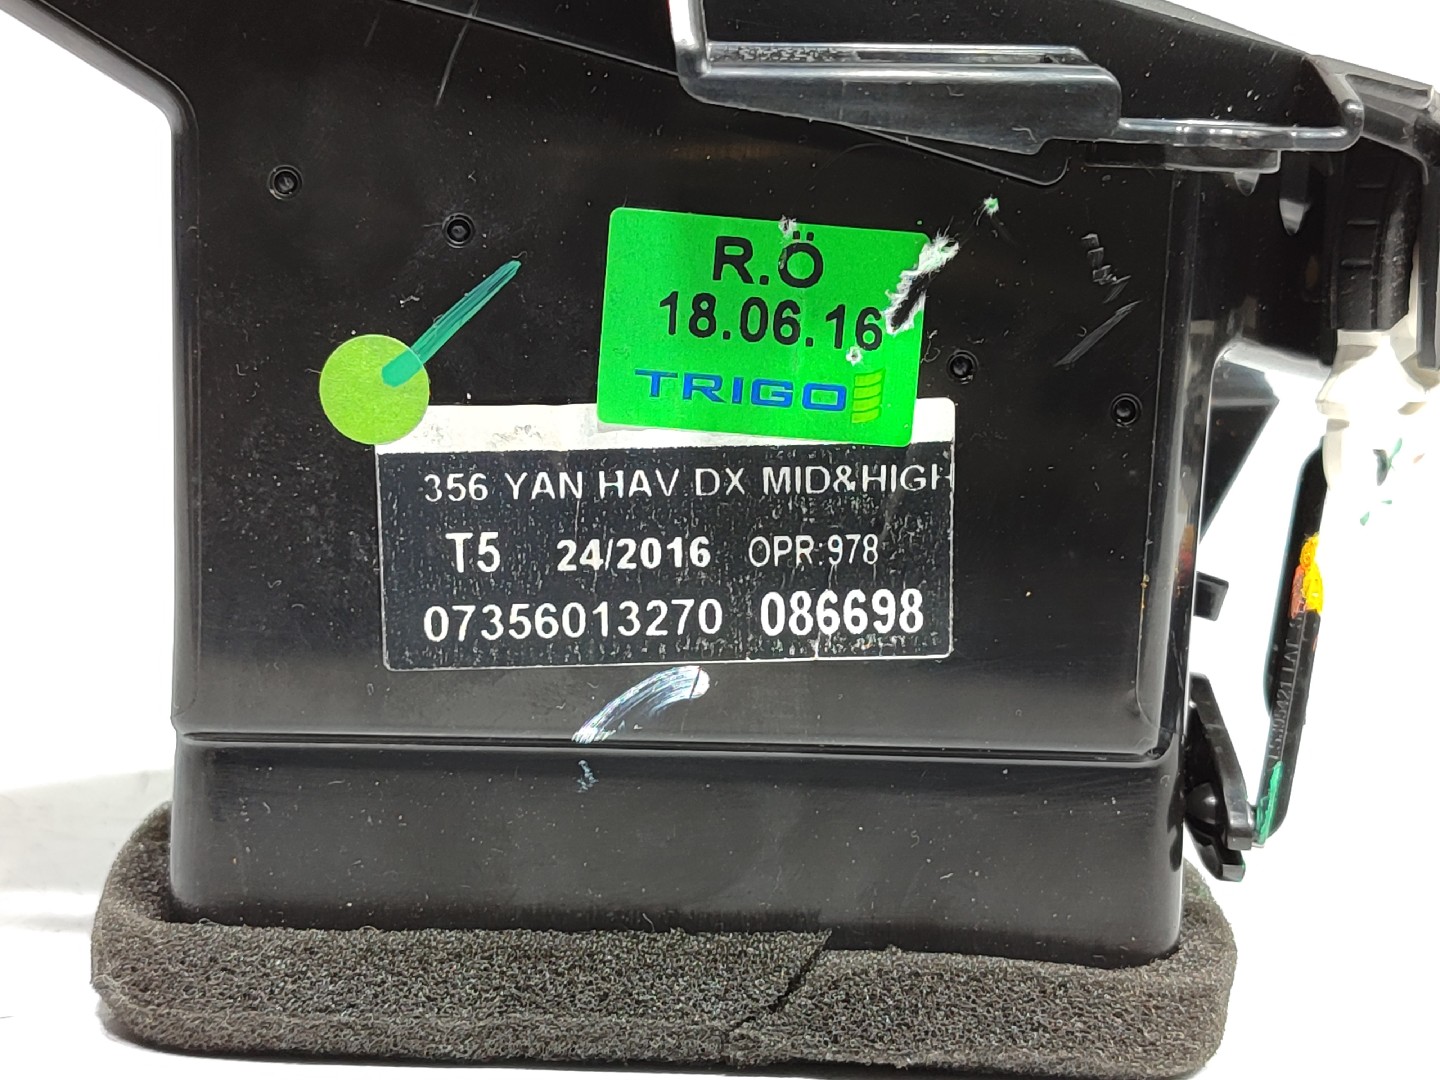 R.Ö
18.06.16
TRIGO
356 YAN HAV DX MID&HIGH
T5 24/2016 OPR:978
07356013270 086698